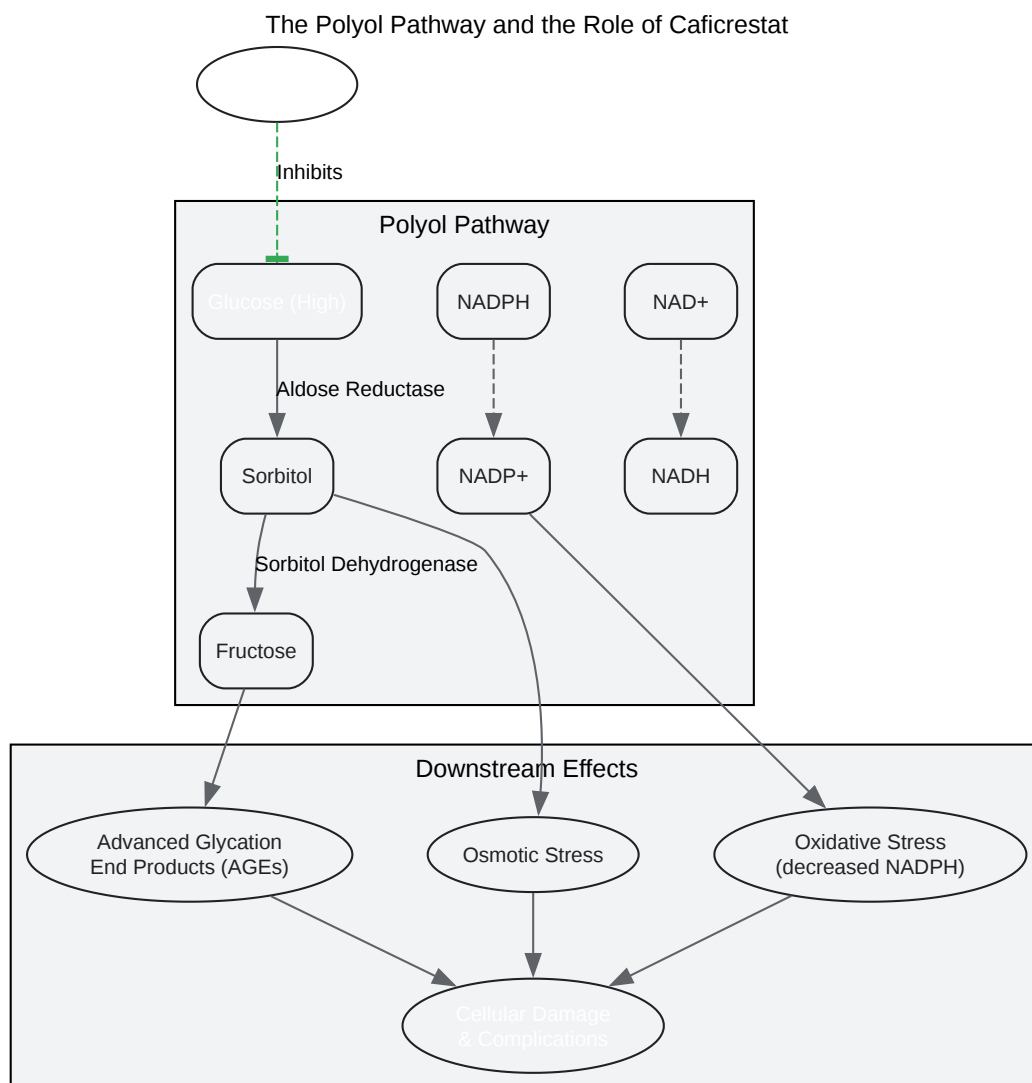 The Polyol Pathway and the Role of Caficrestat
Inhibits
Polyol Pathway
Glucose (High)
NADPH
NAD+
Aldose Reductase
Sorbitol
NADP+
NADH
Sorbitol Dehydrogenase
Fructose
Downstream Effects
Advanced Glycation
End Products (AGEs)
Osmotic Stress
Oxidative Stress
(decreased NADPH)
Cellular Damage
& Complications